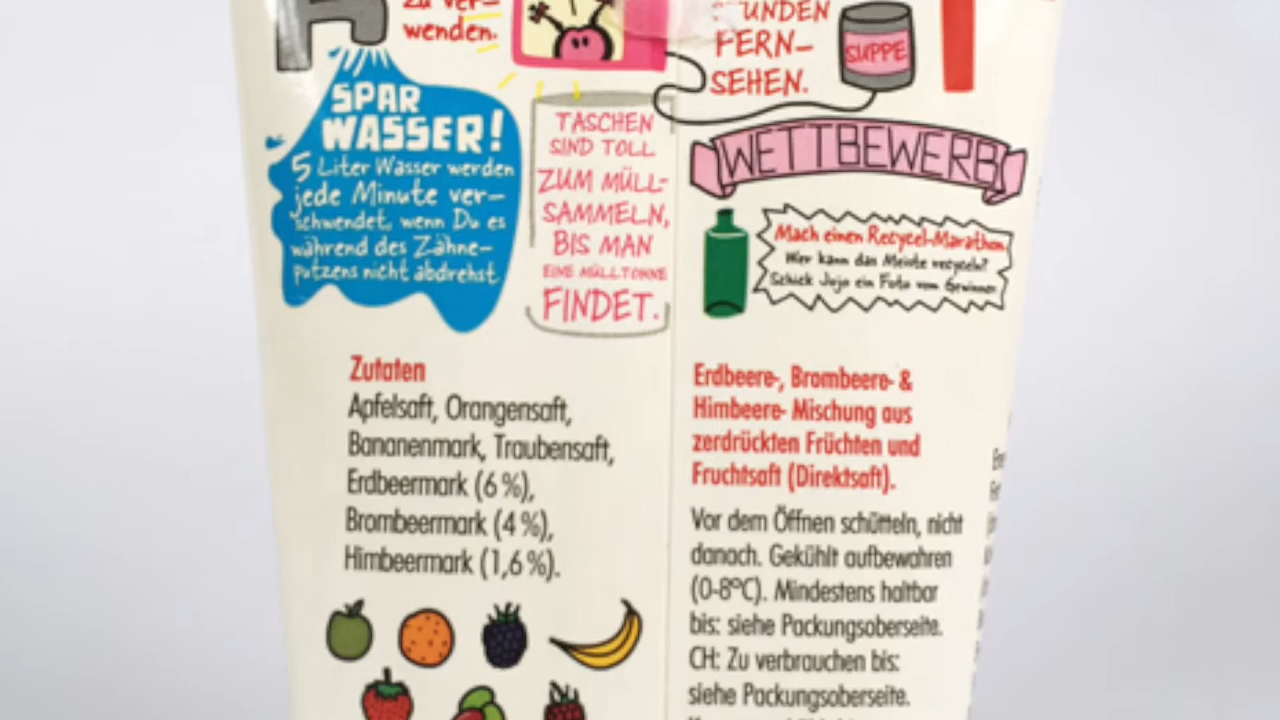 Zu ver-
wenden.
UNDEN
FERN-
SEHEN.
SUPPE
SPAR
WASSER!
5 Liter Wasser werden
jede Minute ver-
schwendet, wenn Du es
während des Zähne-
putzens nicht abdrehst.
TASCHEN
SIND TOLL
ZUM MÜLL-
SAMMELN,
BIS MAN
EINE MÜLLTONNE
FINDET.
WETTBEWERB
Mach einen Recycel-Marathon.
Wer kann das Meiste recyceln?
Schick Jojo ein Foto vom Gewinner.
Zutaten
Apfelsaft, Orangensaft,
Bananenmark, Traubensaft,
Erdbeermark (6 %),
Brombeermark (4 %),
Himbeermark (1,6 %).
Erdbeere-, Brombeere- &
Himbeere- Mischung aus
zerdrückten Früchten und
Fruchtsaft (Direktsaft).
Vor dem Öffnen schütteln, nicht
danach. Gekühlt aufbewahren
(0-8°C). Mindestens haltbar
bis: siehe Packungsoberseite.
CH: Zu verbrauchen bis:
siehe Packungsoberseite.